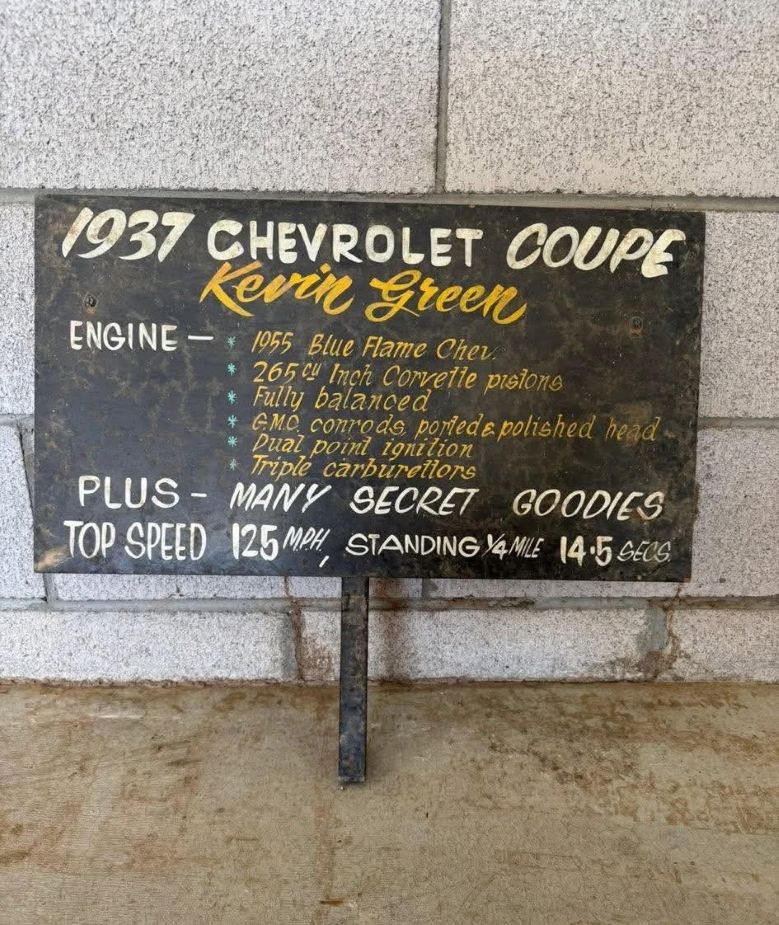 1937 CHEVROLET COUPE
Kevin Green
ENGINE - * 1955 Blue Flame Chev.
* 265 cu Inch Corvette pistons
* Fully balanced
* G.M.C. conrods, ported & polished head
* Dual point ignition
* Triple carburettors
PLUS - MANY SECRET GOODIES
TOP SPEED 125 M.P.H., STANDING 1/4 MILE 14·5 SECS.